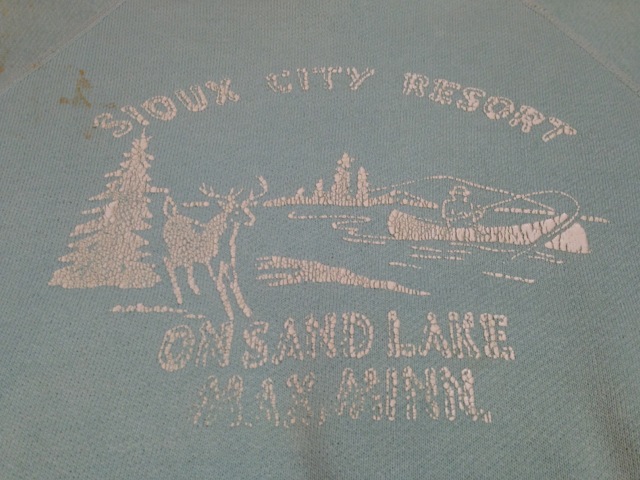 SIOUX CITY RESORT
ON SAND LAKE
MAX, MINN.